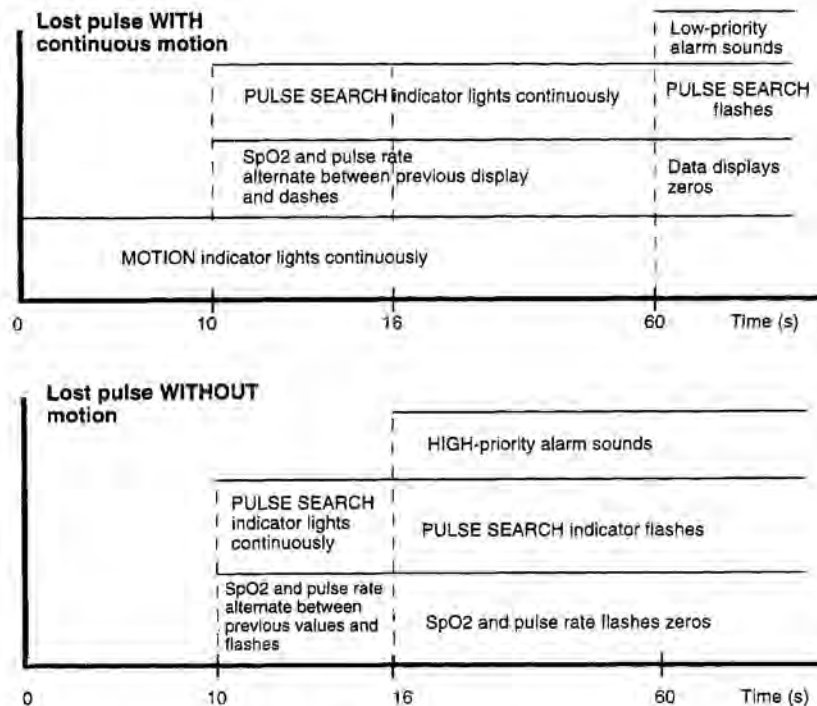 Lost pulse WITH
continuous motion
Low-priority
alarm sounds
PULSE SEARCH indicator lights continuously
PULSE SEARCH
flashes
SpO2 and pulse rate
alternate between previous display
and dashes
Data displays
zeros
MOTION indicator lights continuously
0 10 16 60 Time (s)
Lost pulse WITHOUT
motion
HIGH-priority alarm sounds
PULSE SEARCH
indicator lights
continuously
PULSE SEARCH indicator flashes
SpO2 and pulse rate
alternate between
previous values and
flashes
SpO2 and pulse rate flashes zeros
0 10 16 60 Time (s)